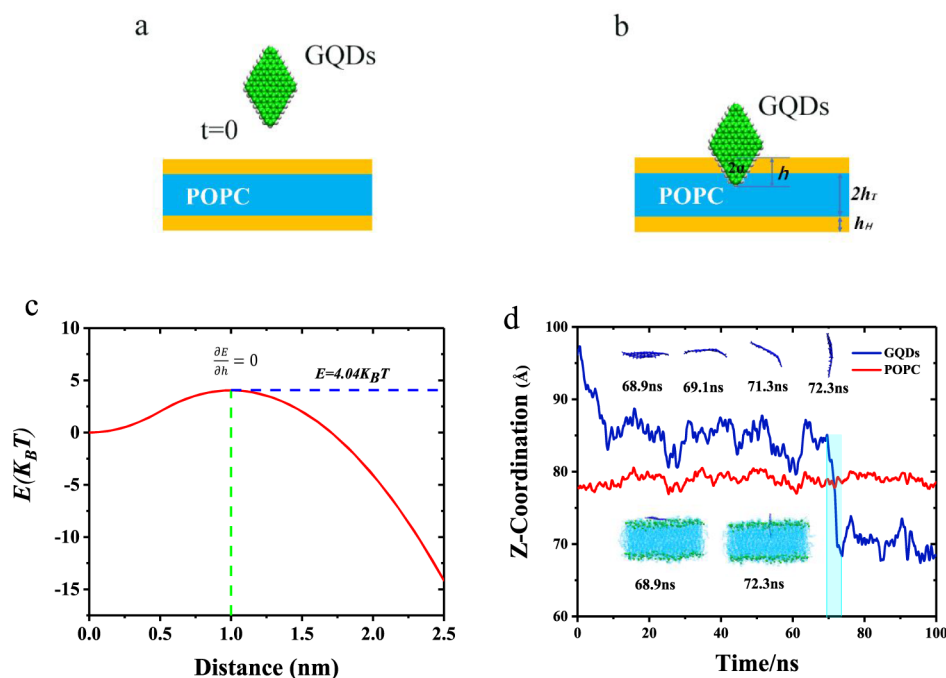 a
GQDs
t=0
POPC
b
GQDs
2α
h
POPC
2hT
hH
c
E(KBT)
10
5
0
-5
-10
-15
∂E/∂h = 0
E=4.04KBT
0.0 0.5 1.0 1.5 2.0 2.5
Distance (nm)
d
Z-Coordination (Å)
100
90
80
70
60
GQDs
POPC
68.9ns 69.1ns 71.3ns 72.3ns
68.9ns 72.3ns
0 20 40 60 80 100
Time/ns